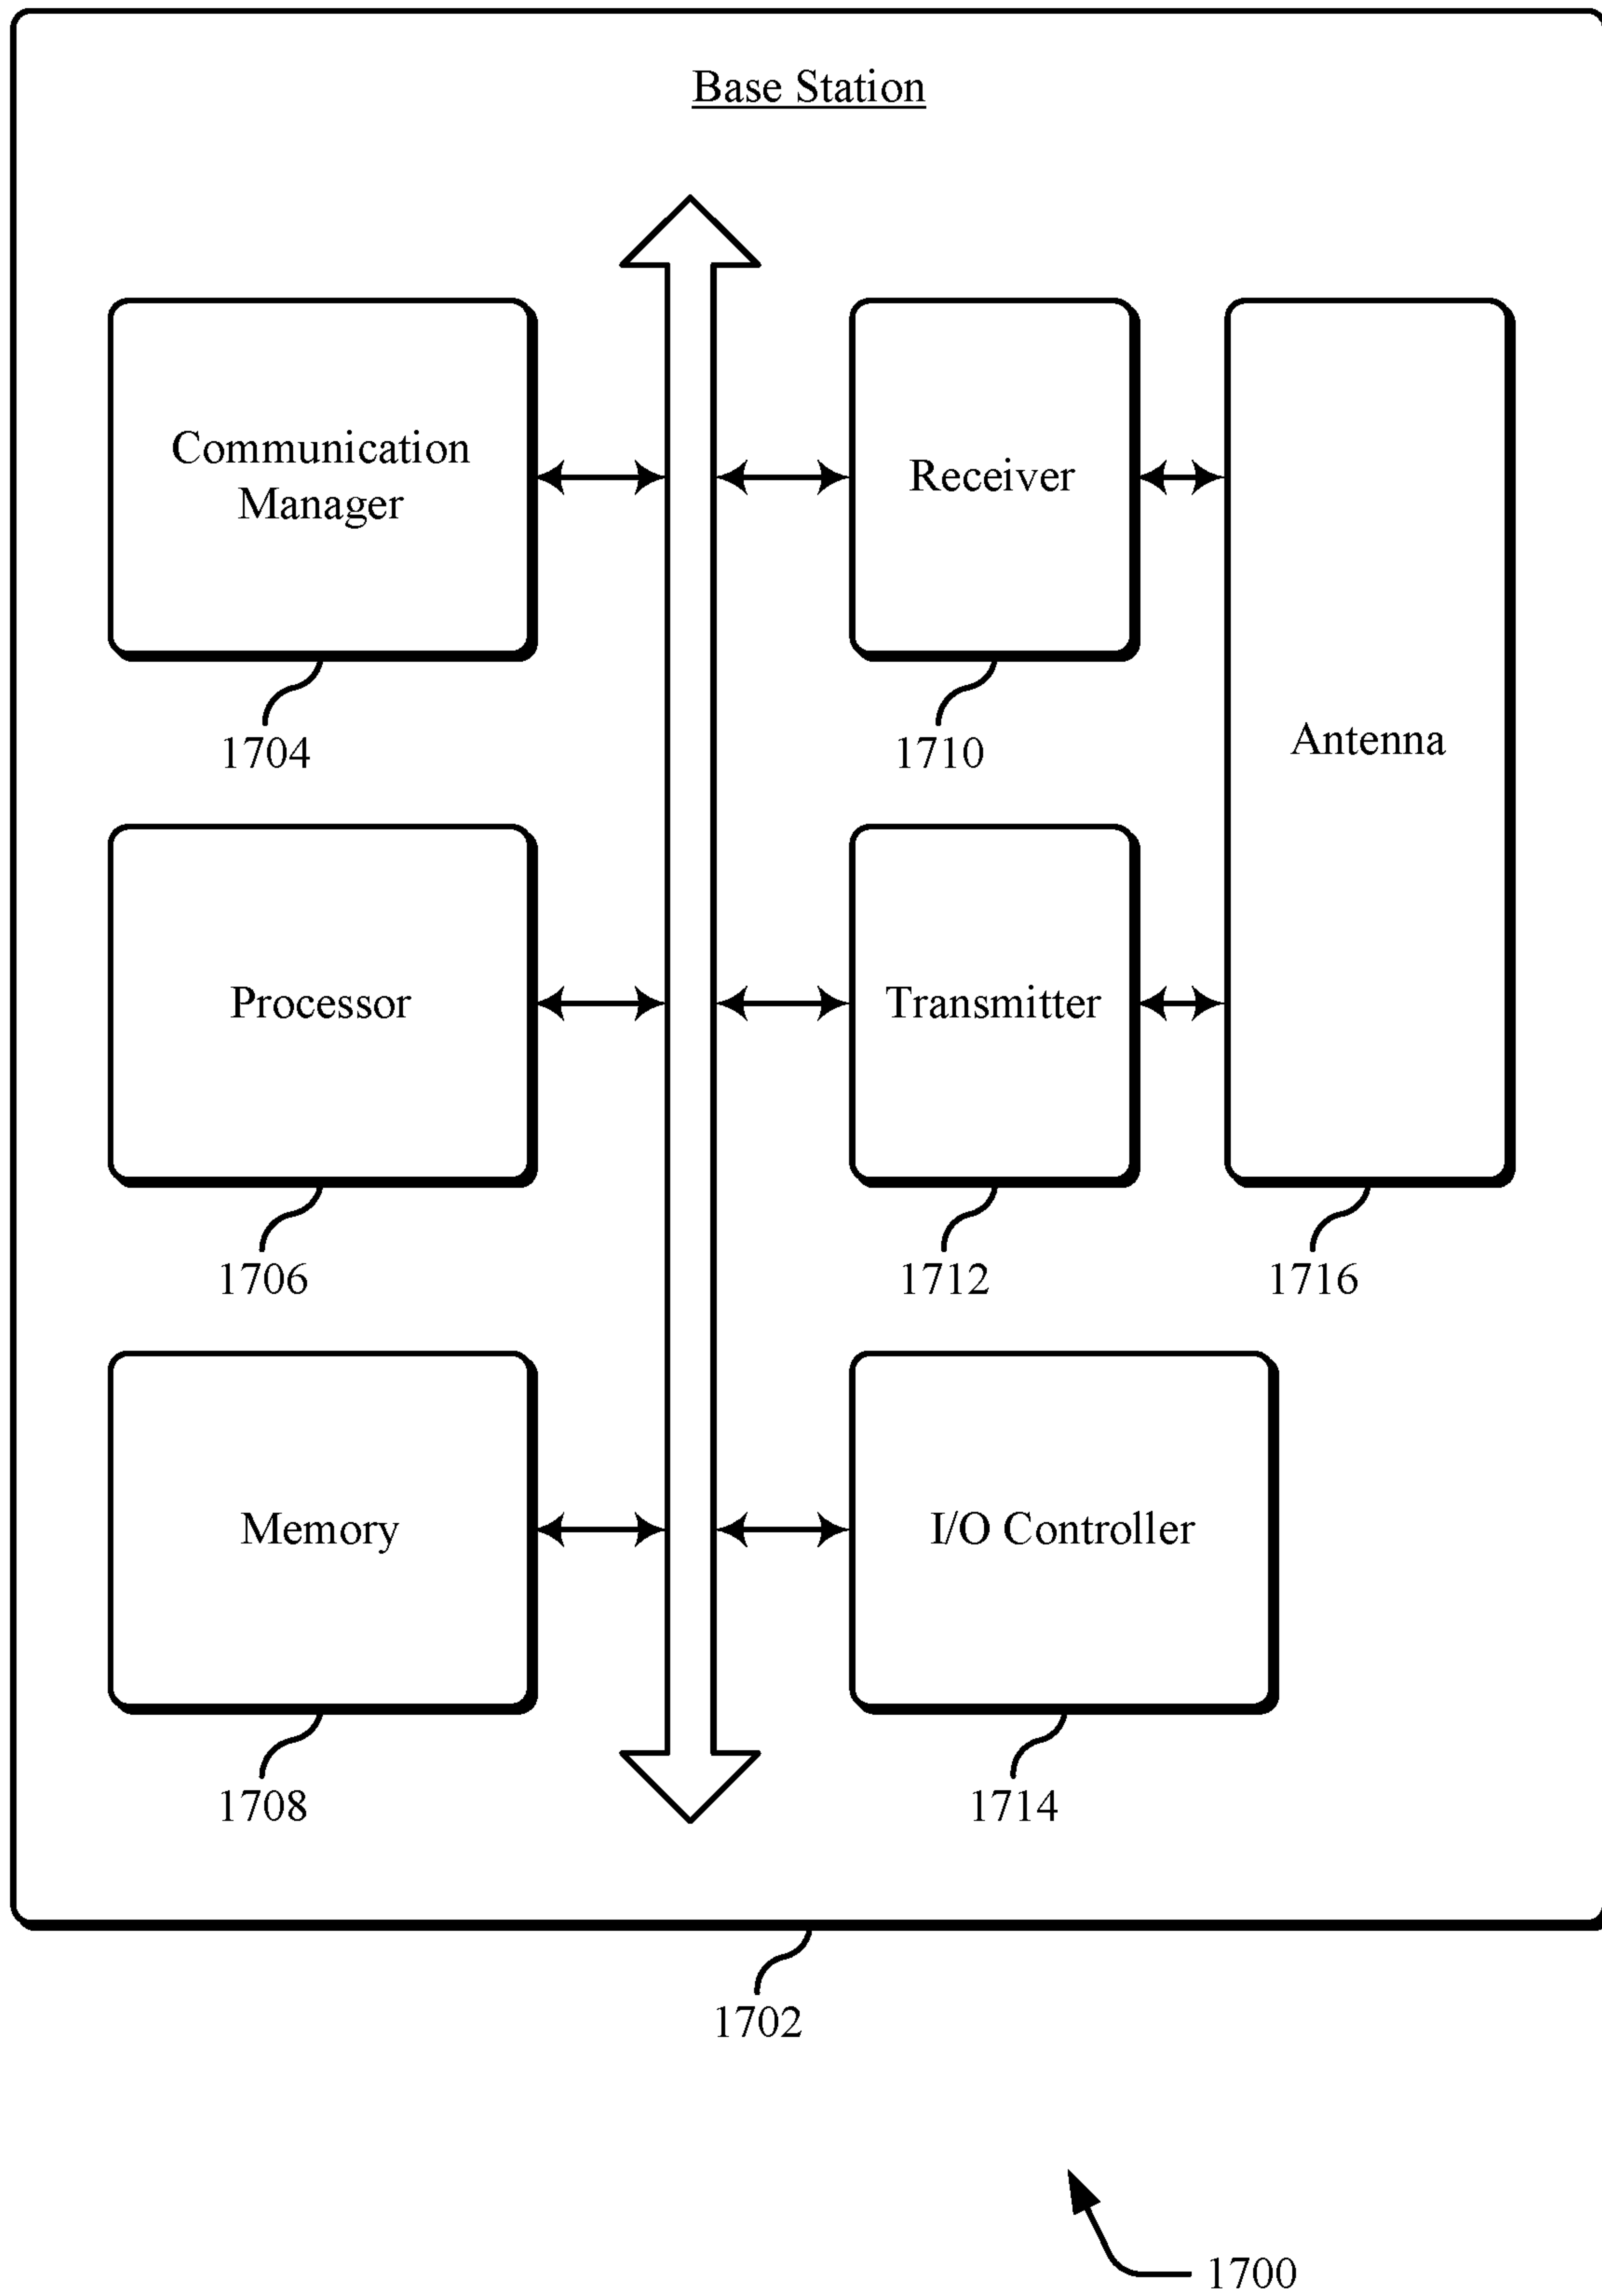 Base Station
Communication
Manager
Receiver
Antenna
1704
1710
Processor
Transmitter
1706
1712
1716
Memory
I/O Controller
1708
1714
1702
1700